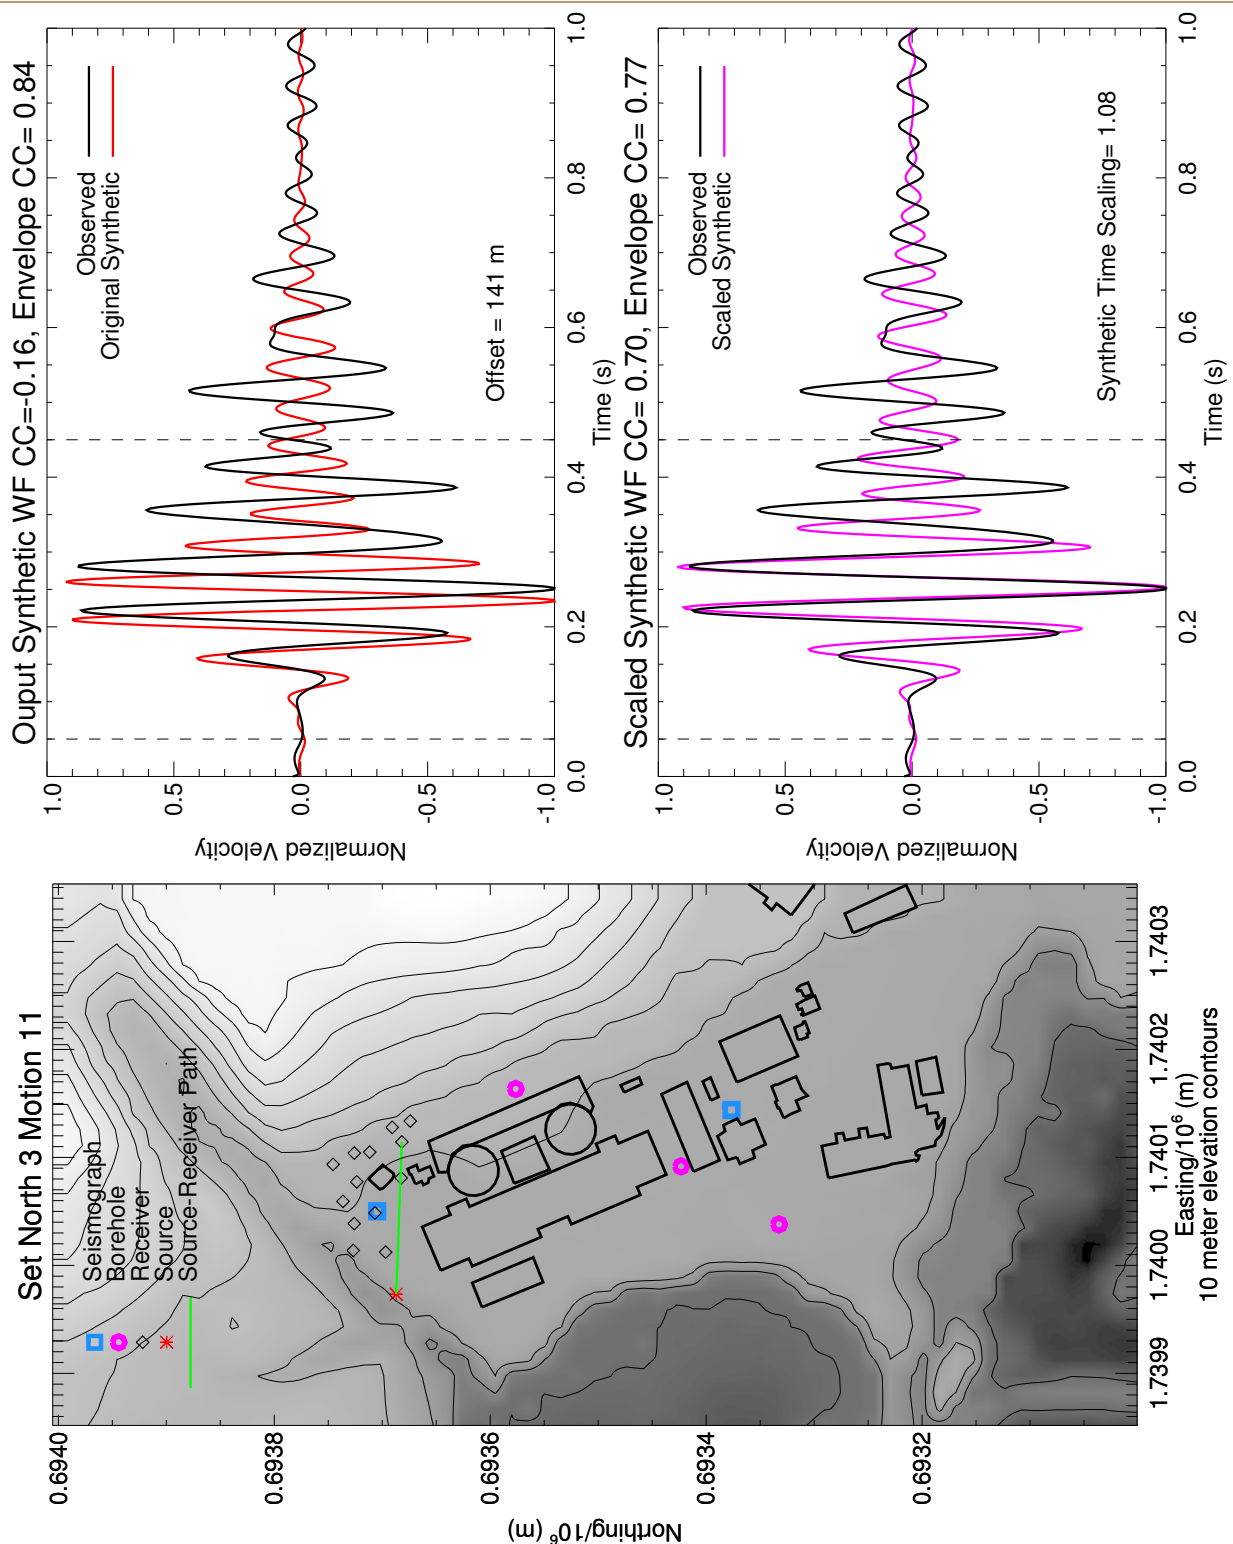 Set North 3 Motion 11
Seismograph
Borehole
Receiver
Source
Source-Receiver Path
0.6940
0.6938
0.6936
0.6934
0.6932
Northing/10⁶ (m)
1.7399 1.7400 1.7401 1.7402 1.7403
Easting/10⁶ (m)
10 meter elevation contours
Ouput Synthetic WF CC=-0.16, Envelope CC= 0.84
Observed
Original Synthetic
Offset = 141 m
1.0
0.5
0.0
-0.5
-1.0
Normalized Velocity
0.0 0.2 0.4 0.6 0.8 1.0
Time (s)
Scaled Synthetic WF CC= 0.70, Envelope CC= 0.77
Observed
Scaled Synthetic
Synthetic Time Scaling= 1.08
1.0
0.5
0.0
-0.5
-1.0
Normalized Velocity
0.0 0.2 0.4 0.6 0.8 1.0
Time (s)